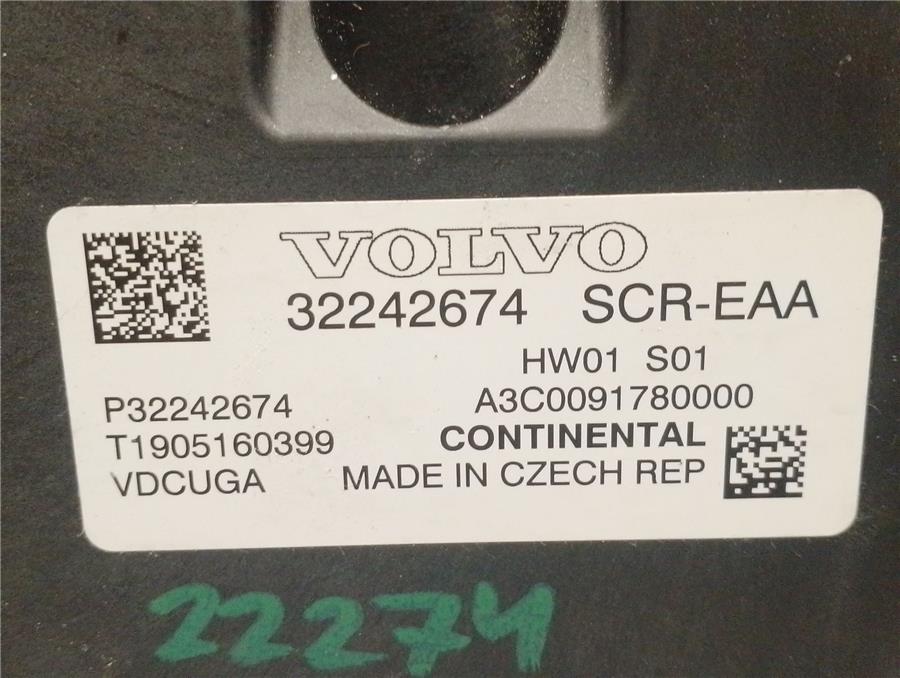 VOLVO
32242674 SCR-EAA
HW01 S01
P32242674 A3C0091780000
T1905160399 CONTINENTAL
VDCUGA MADE IN CZECH REP
22274